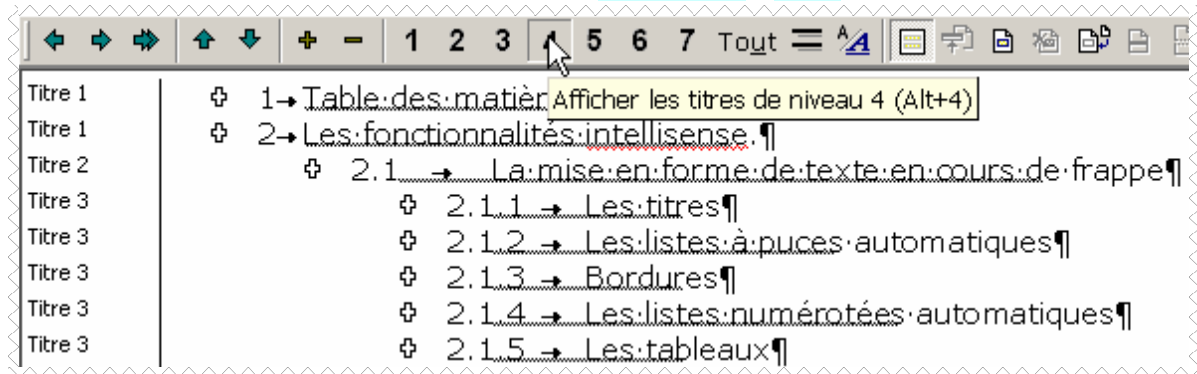 1 2 3 4 5 6 7 Tout
Afficher les titres de niveau 4 (Alt+4)
Titre 1 1→Table·des·matièr
Titre 1 2→Les·fonctionnalités·intellisense.¶
Titre 2 2.1 → La·mise·en·forme·de·texte·en·cours·de·frappe¶
Titre 3 2.1.1 → Les·titres¶
Titre 3 2.1.2 → Les·listes·à·puces·automatiques¶
Titre 3 2.1.3 → Bordures¶
Titre 3 2.1.4 → Les·listes·numérotées·automatiques¶
Titre 3 2.1.5 → Les·tableaux¶